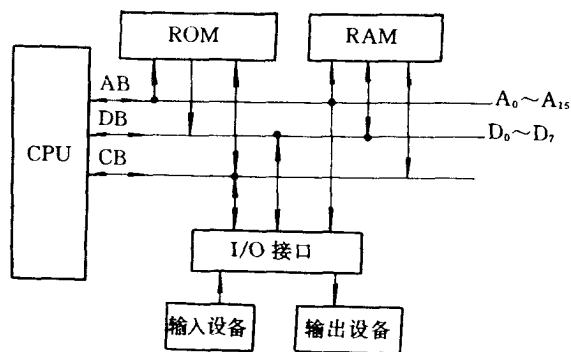 ROM
RAM
AB
A₀～A₁₅
DB
D₀～D₇
CPU
CB
I/O 接口
输入设备
输出设备